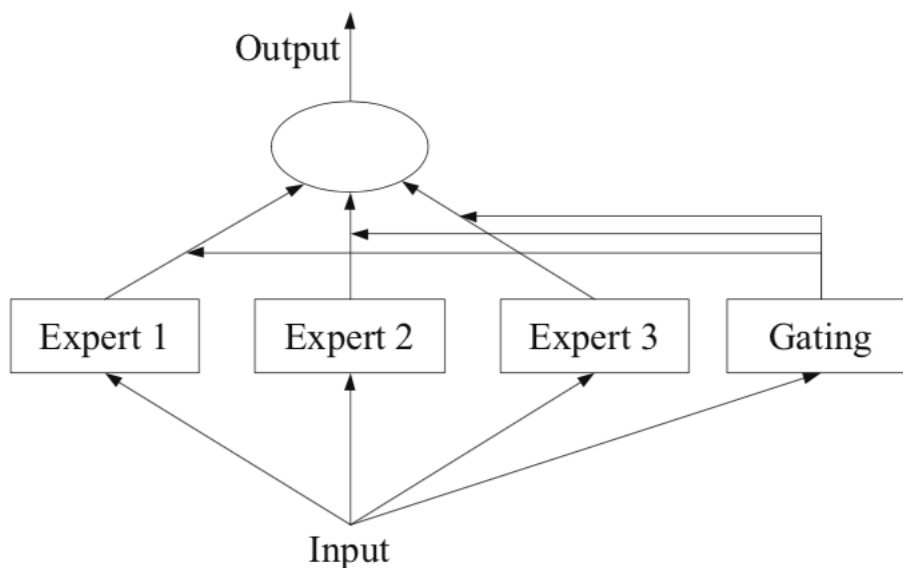 Output
Expert 1
Expert 2
Expert 3
Gating
Input